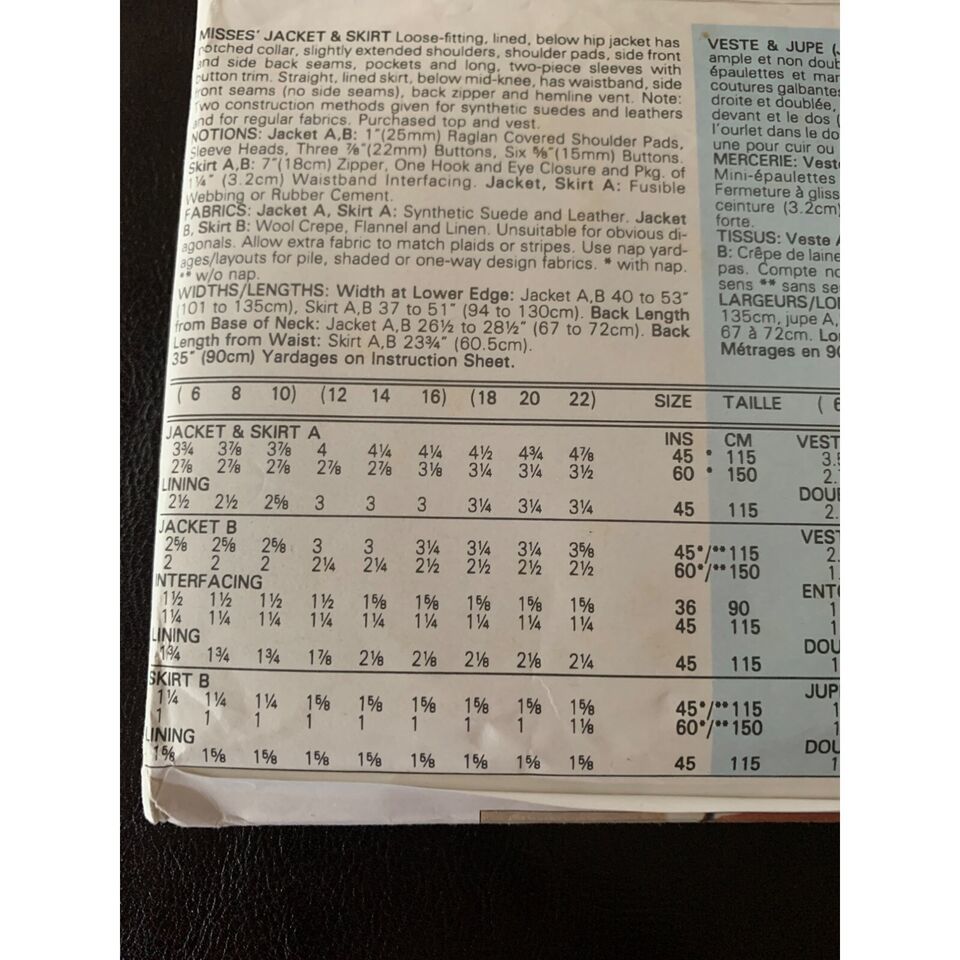 MISSES' JACKET & SKIRT Loose-fitting, lined, below hip jacket has
notched collar, slightly extended shoulders, shoulder pads, side front
and side back seams, pockets and long, two-piece sleeves with
button trim. Straight, lined skirt, below mid-knee, has waistband, side
front seams (no side seams), back zipper and hemline vent. Note:
Two construction methods given for synthetic suedes and leathers
and for regular fabrics. Purchased top and vest.
NOTIONS: Jacket A,B: 1"(25mm) Raglan Covered Shoulder Pads,
Sleeve Heads, Three ⅞"(22mm) Buttons, Six ⅝"(15mm) Buttons.
Skirt A,B: 7"(18cm) Zipper, One Hook and Eye Closure and Pkg. of
1¼" (3.2cm) Waistband Interfacing. Jacket, Skirt A: Fusible
Webbing or Rubber Cement.
FABRICS: Jacket A, Skirt A: Synthetic Suede and Leather. Jacket
B, Skirt B: Wool Crepe, Flannel and Linen. Unsuitable for obvious di-
agonals. Allow extra fabric to match plaids or stripes. Use nap yard-
ages/layouts for pile, shaded or one-way design fabrics. * with nap.
** w/o nap.
WIDTHS/LENGTHS: Width at Lower Edge: Jacket A,B 40 to 53"
(101 to 135cm), Skirt A,B 37 to 51" (94 to 130cm). Back Length
from Base of Neck: Jacket A,B 26½ to 28½" (67 to 72cm). Back
Length from Waist: Skirt A,B 23¾" (60.5cm).
35" (90cm) Yardages on Instruction Sheet.
VESTE & JUPE (
ample et non doub
épaulettes et mar
coutures galbantes
droite et doublée,
devant et le dos (
l'ourlet dans le do
une pour cuir ou
MERCERIE: Veste
Mini-épaulettes
Fermeture à gliss
ceinture (3.2cm)
forte.
TISSUS: Veste A
B: Crêpe de laine
pas. Compte no
sens ** sans se
LARGEURS/LO
135cm, jupe A,
67 à 72cm. Lo
Métrages en 90
( 6 8 10) (12 14 16) (18 20 22) SIZE TAILLE ( 6
JACKET & SKIRT A INS CM VEST
3¾ 3⅞ 3⅞ 4 4¼ 4¼ 4½ 4¾ 4⅞ 45 * 115 3.5
2⅞ 2⅞ 2⅞ 2⅞ 2⅞ 3⅛ 3¼ 3¼ 3½ 60 * 150 2.
LINING DOU
2½ 2½ 2⅝ 3 3 3 3¼ 3¼ 3¼ 45 115 2.
JACKET B VEST
2⅝ 2⅝ 2⅝ 3 3 3¼ 3¼ 3¼ 3⅝ 45*/**115 2.
2 2 2 2¼ 2¼ 2½ 2½ 2½ 2½ 60*/**150 1.
INTERFACING ENTO
1½ 1½ 1½ 1½ 1⅝ 1⅝ 1⅝ 1⅝ 1⅝ 36 90 1
1¼ 1¼ 1¼ 1¼ 1¼ 1¼ 1¼ 1¼ 1¼ 45 115 1
LINING DOU
1¾ 1¾ 1¾ 1⅞ 2⅛ 2⅛ 2⅛ 2⅛ 2¼ 45 115 1
SKIRT B JUP
1¼ 1¼ 1¼ 1⅝ 1⅝ 1⅝ 1⅝ 1⅝ 1⅝ 45*/**115 1
1 1 1 1 1 1 1 1 1⅛ 60*/**150 1
LINING DOU
1⅝ 1⅝ 1⅝ 1⅝ 1⅝ 1⅝ 1⅝ 1⅝ 1⅝ 45 115 1